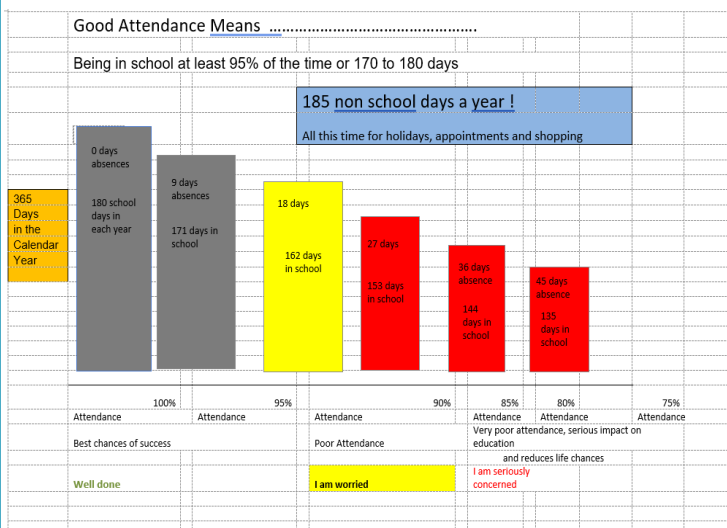 Good Attendance Means ………………………………………….
Being in school at least 95% of the time or 170 to 180 days
185 non school days a year !
All this time for holidays, appointments and shopping
365
Days
in the
Calendar
Year
0 days
absences
180 school
days in
each year
9 days
absences
171 days in
school
18 days
162 days
in school
27 days
153 days
in school
36 days
absence
144
days in
school
45 days
absence
135
days in
school
100% 95% 90% 85% 80% 75%
Attendance Attendance Attendance Attendance Attendance Attendance
Best chances of success
Poor Attendance
Very poor attendance, serious impact on
education
and reduces life chances
Well done
I am worried
I am seriously
concerned